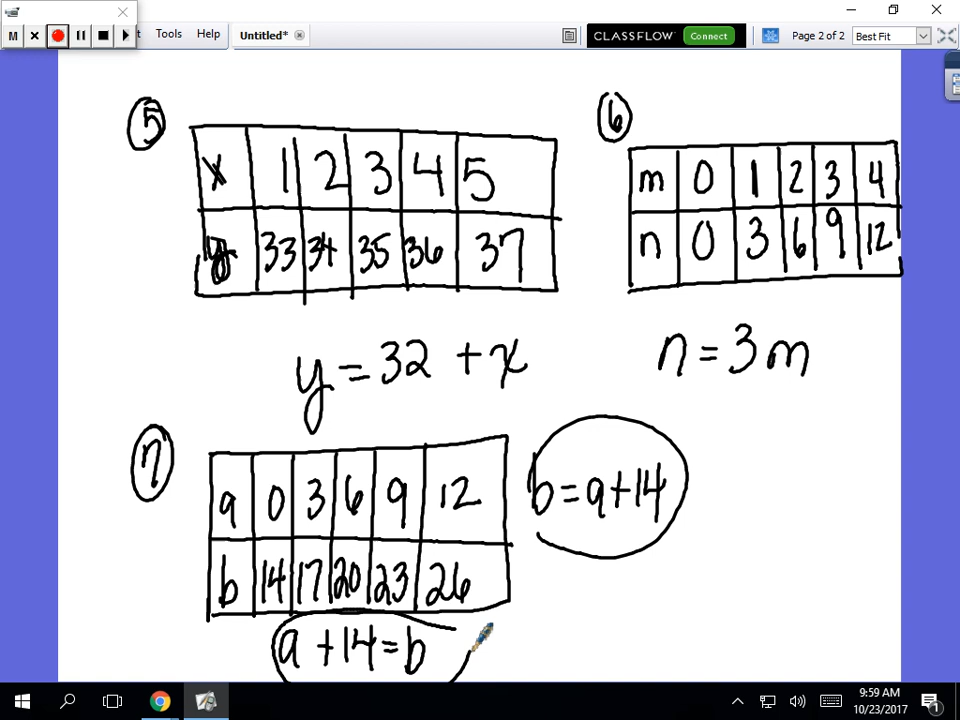 M
t Tools Help Untitled* CLASSFLOW Connect Page 2 of 2 Best Fit
5
x 1 2 3 4 5
y 33 34 35 36 37
y = 32 + x
6
m 0 1 2 3 4
n 0 3 6 9 12
n = 3m
7
a 0 3 6 9 12
b 14 17 20 23 26
b = a + 14
a + 14 = b
9:59 AM
10/23/2017
1